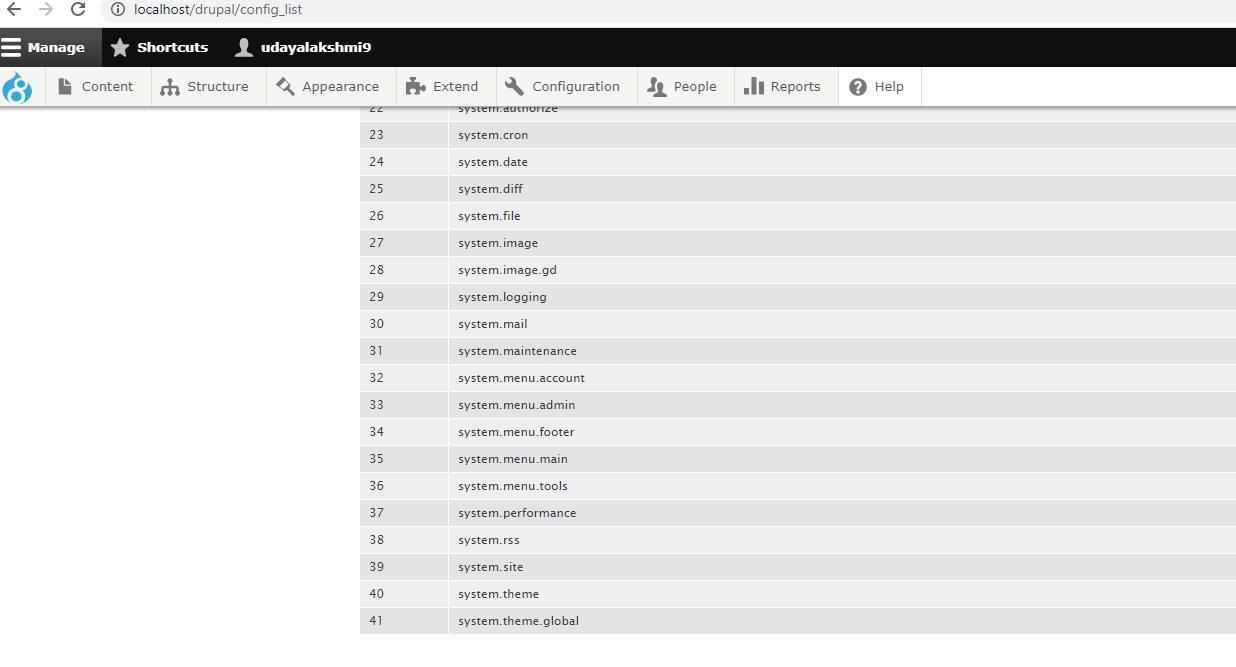 localhost/drupal/config_list
Manage Shortcuts udayalakshmi9
Content Structure Appearance Extend Configuration People Reports Help
22 system.authorize
23 system.cron
24 system.date
25 system.diff
26 system.file
27 system.image
28 system.image.gd
29 system.logging
30 system.mail
31 system.maintenance
32 system.menu.account
33 system.menu.admin
34 system.menu.footer
35 system.menu.main
36 system.menu.tools
37 system.performance
38 system.rss
39 system.site
40 system.theme
41 system.theme.global